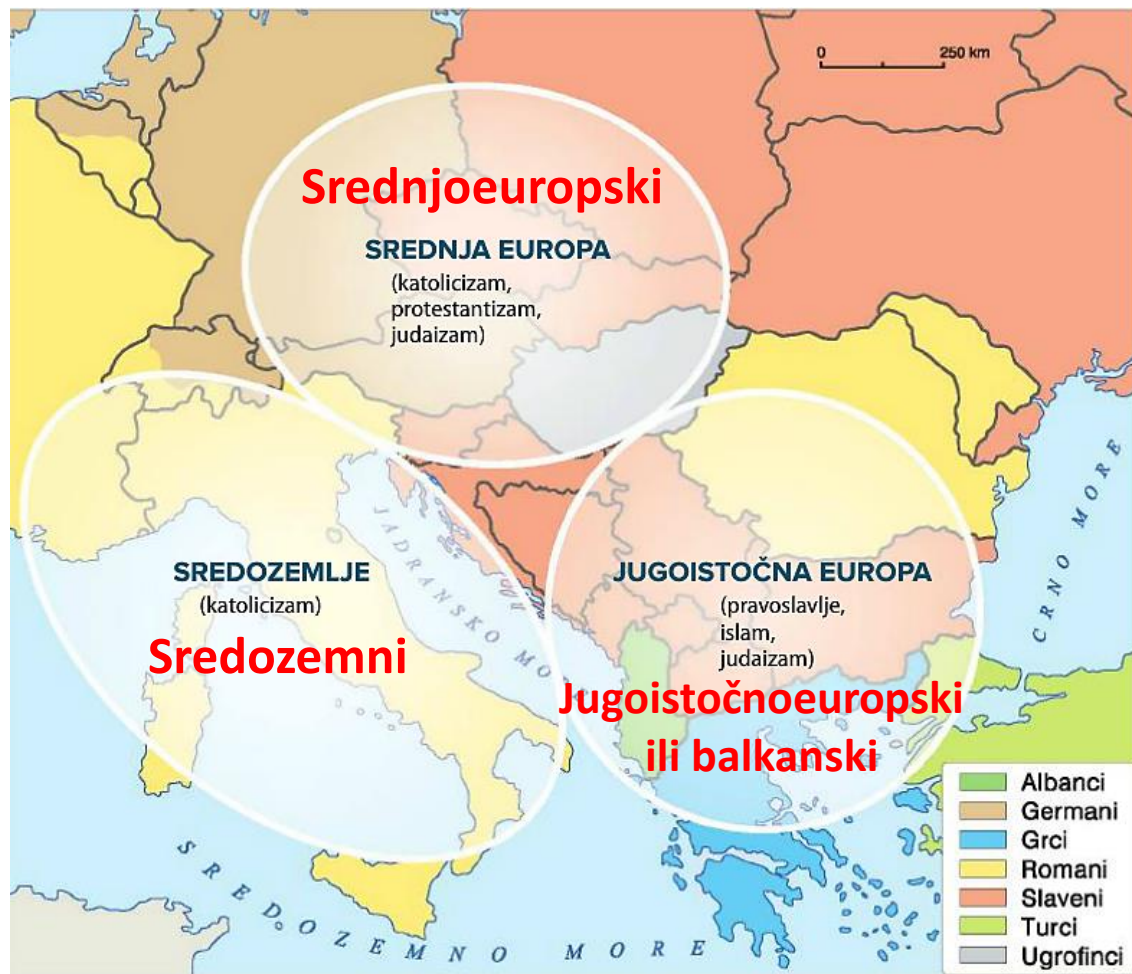 0 250 km
Srednjoeuropski
SREDNJA EUROPA
(katolicizam,
protestantizam,
judaizam)
SREDOZEMLJE
(katolicizam)
Sredozemni
JADRANSKO MORE
JUGOISTOČNA EUROPA
(pravoslavlje,
islam,
judaizam)
Jugoistočnoeuropski
ili balkanski
CRNO MORE
SREDOZEMNO MORE
Albanci
Germani
Grci
Romani
Slaveni
Turci
Ugrofinci